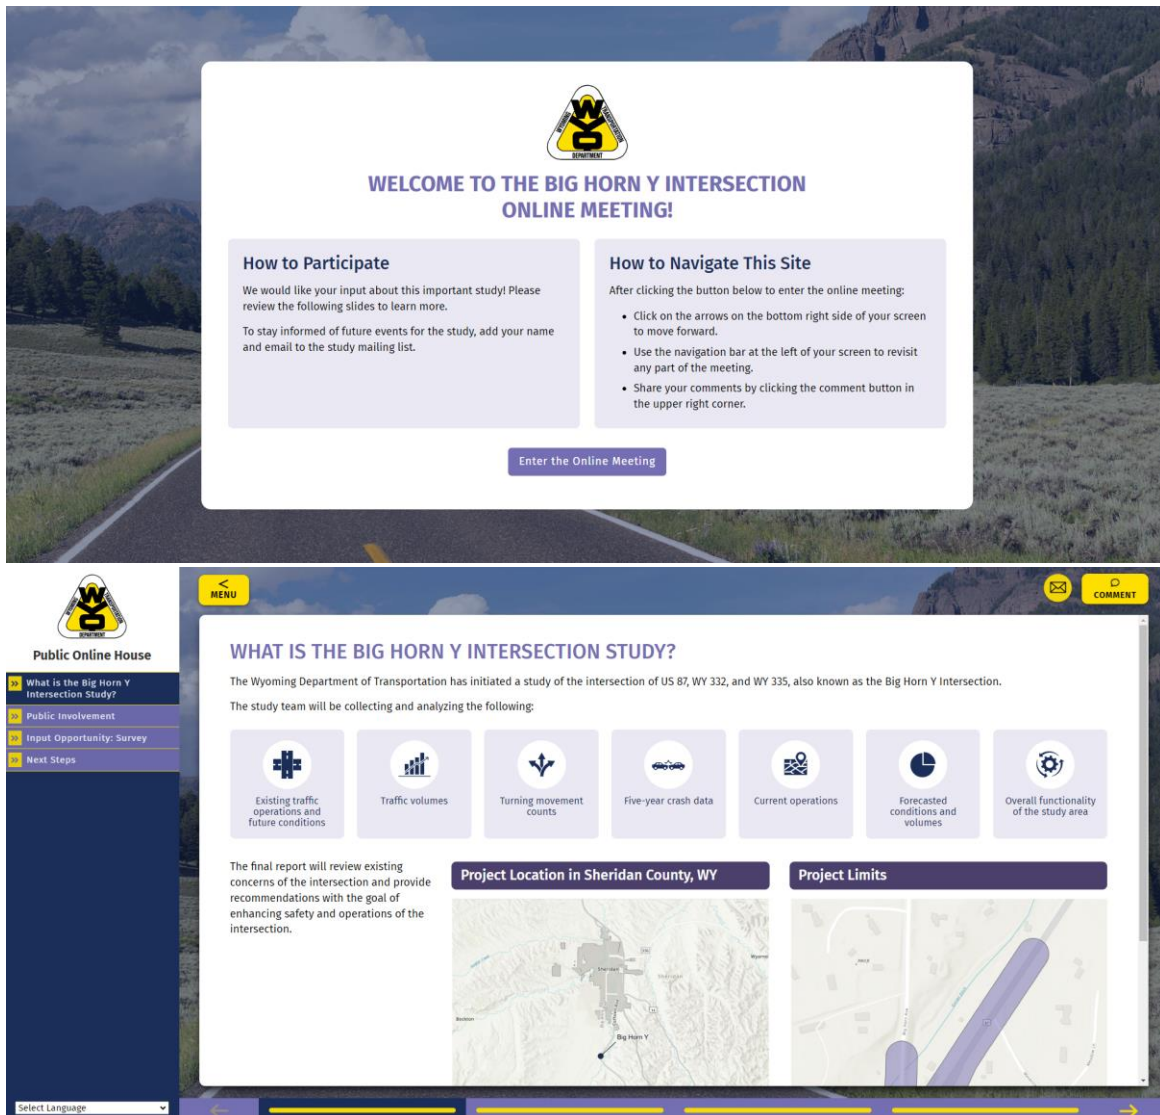 WYOMING
TRANSPORTATION
WYO
DEPARTMENT
WELCOME TO THE BIG HORN Y INTERSECTION
ONLINE MEETING!
How to Participate
We would like your input about this important study! Please
review the following slides to learn more.
To stay informed of future events for the study, add your name
and email to the study mailing list.
How to Navigate This Site
After clicking the button below to enter the online meeting:
• Click on the arrows on the bottom right side of your screen
to move forward.
• Use the navigation bar at the left of your screen to revisit
any part of the meeting.
• Share your comments by clicking the comment button in
the upper right corner.
Enter the Online Meeting
WYO
DEPARTMENT
Public Online House
What is the Big Horn Y
Intersection Study?
Public Involvement
Input Opportunity: Survey
Next Steps
Select Language
MENU
COMMENT
WHAT IS THE BIG HORN Y INTERSECTION STUDY?
The Wyoming Department of Transportation has initiated a study of the intersection of US 87, WY 332, and WY 335, also known as the Big Horn Y Intersection.
The study team will be collecting and analyzing the following:
Existing traffic
operations and
future conditions
Traffic volumes
Turning movement
counts
Five-year crash data
Current operations
Forecasted
conditions and
volumes
Overall functionality
of the study area
The final report will review existing
concerns of the intersection and provide
recommendations with the goal of
enhancing safety and operations of the
intersection.
Project Location in Sheridan County, WY
Sheridan
Big Horn Y
Project Limits